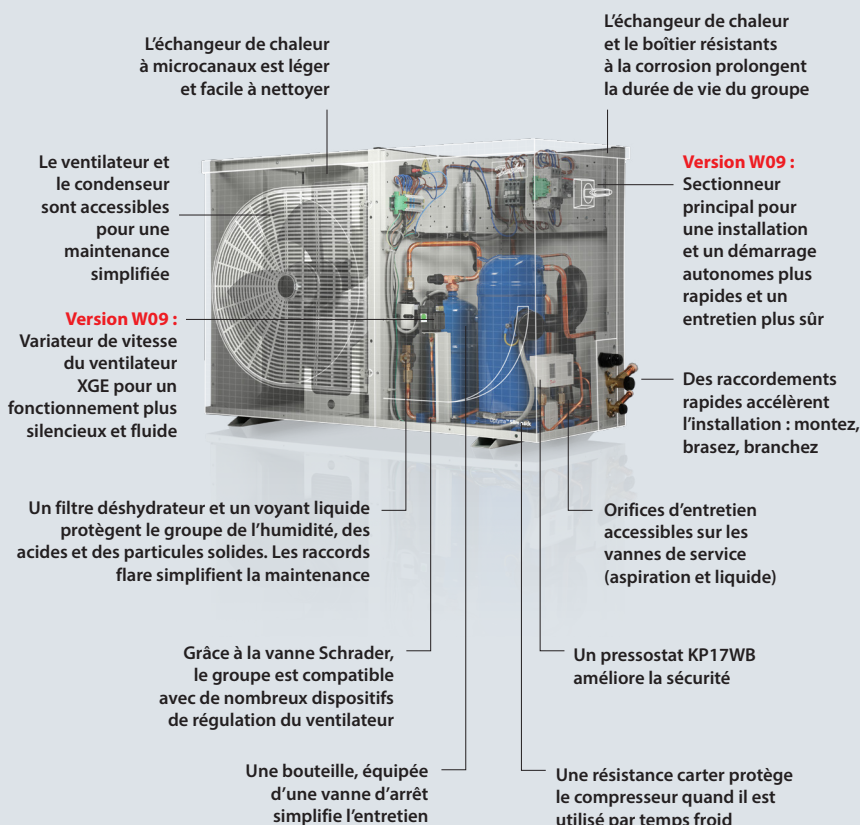 L'échangeur de chaleur
à microcanaux est léger
et facile à nettoyer
L'échangeur de chaleur
et le boîtier résistants
à la corrosion prolongent
la durée de vie du groupe
Le ventilateur et
le condenseur
sont accessibles
pour une
maintenance
simplifiée
Version W09 :
Sectionneur
principal pour
une installation
et un démarrage
autonomes plus
rapides et un
entretien plus sûr
Version W09 :
Variateur de vitesse
du ventilateur
XGE pour un
fonctionnement plus
silencieux et fluide
Des raccordements
rapides accélèrent
l'installation : montez,
brasez, branchez
Un filtre déshydrateur et un voyant liquide
protègent le groupe de l'humidité, des
acides et des particules solides. Les raccords
flare simplifient la maintenance
Orifices d'entretien
accessibles sur les
vannes de service
(aspiration et liquide)
Grâce à la vanne Schrader,
le groupe est compatible
avec de nombreux dispositifs
de régulation du ventilateur
Un pressostat KP17WB
améliore la sécurité
Une bouteille, équipée
d'une vanne d'arrêt
simplifie l'entretien
Une résistance carter protège
le compresseur quand il est
utilisé par temps froid